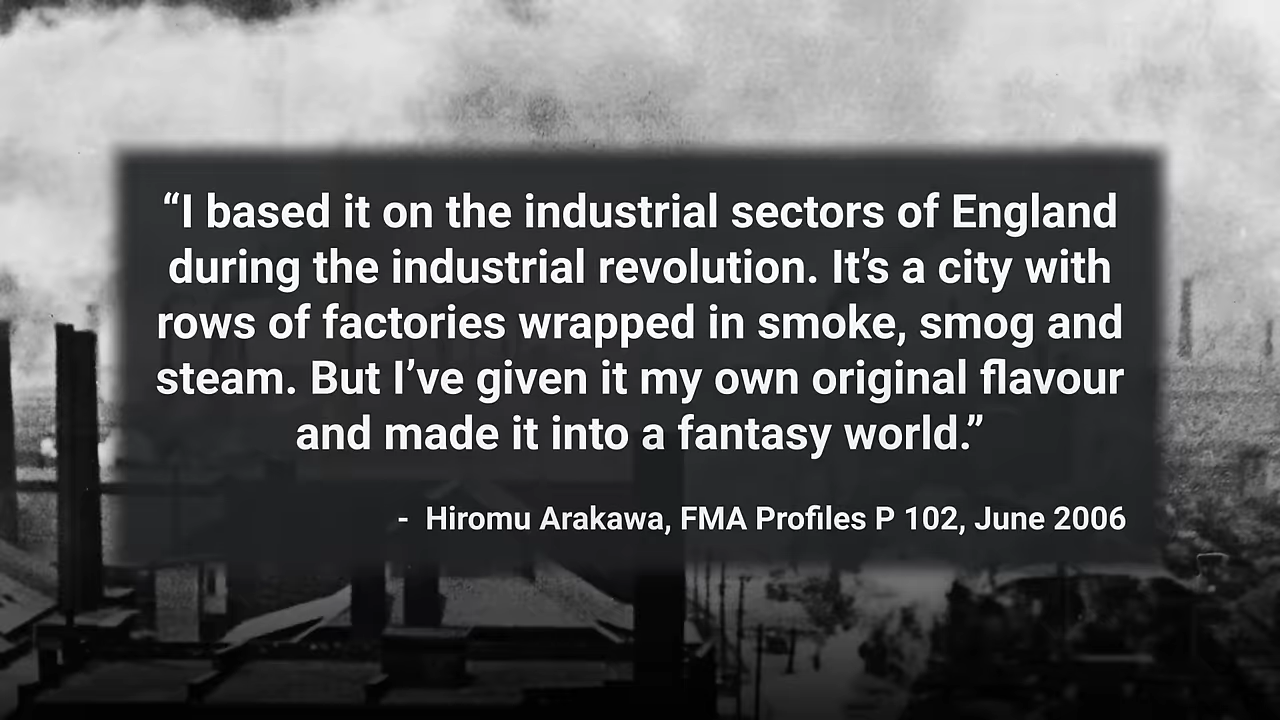 “I based it on the industrial sectors of England
during the industrial revolution. It’s a city with
rows of factories wrapped in smoke, smog and
steam. But I’ve given it my own original flavour
and made it into a fantasy world.”
- Hiromu Arakawa, FMA Profiles P 102, June 2006